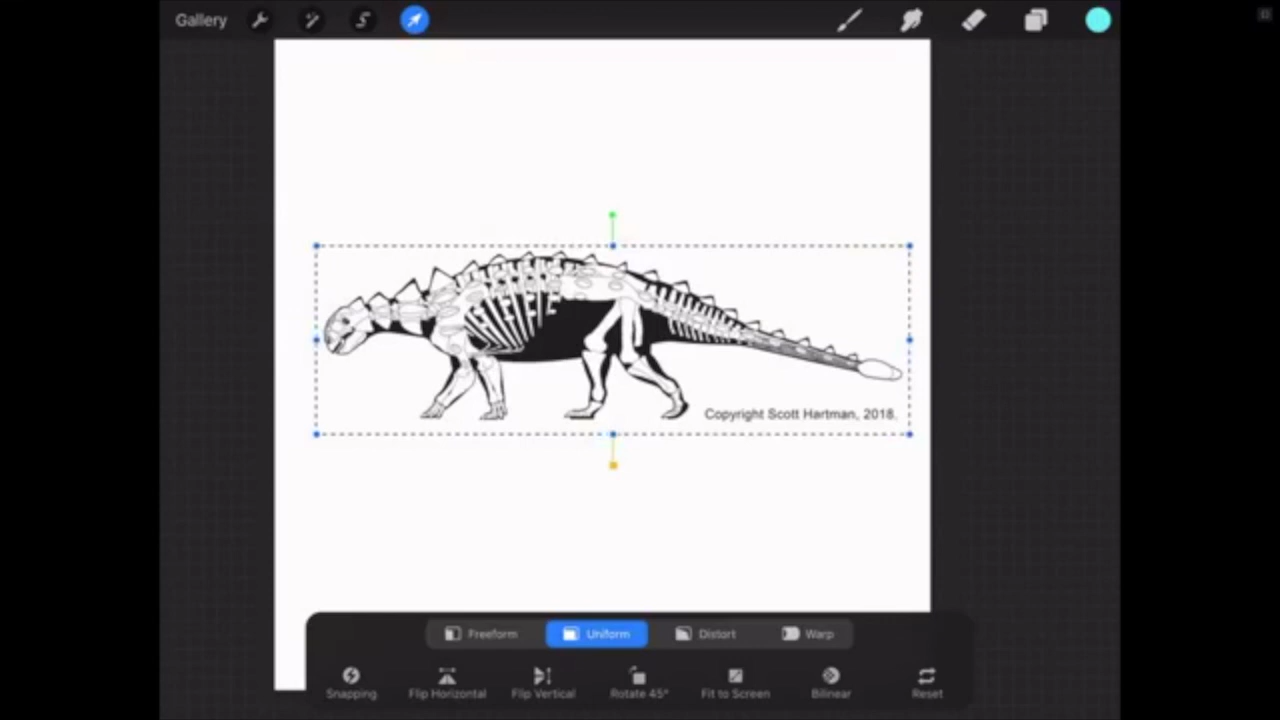 Gallery
Copyright Scott Hartman, 2018.
Freeform Uniform Distort Warp
Snapping Flip Horizontal Flip Vertical Rotate 45° Fit to Screen Bilinear Reset